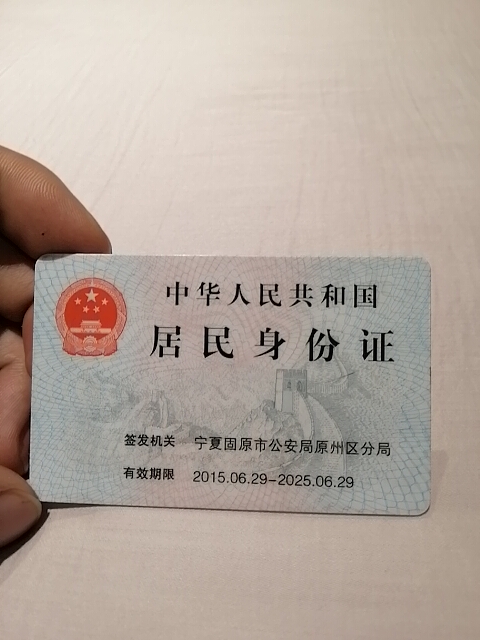 中华人民共和国
居民身份证
签发机关 宁夏固原市公安局原州区分局
有效期限 2015.06.29-2025.06.29